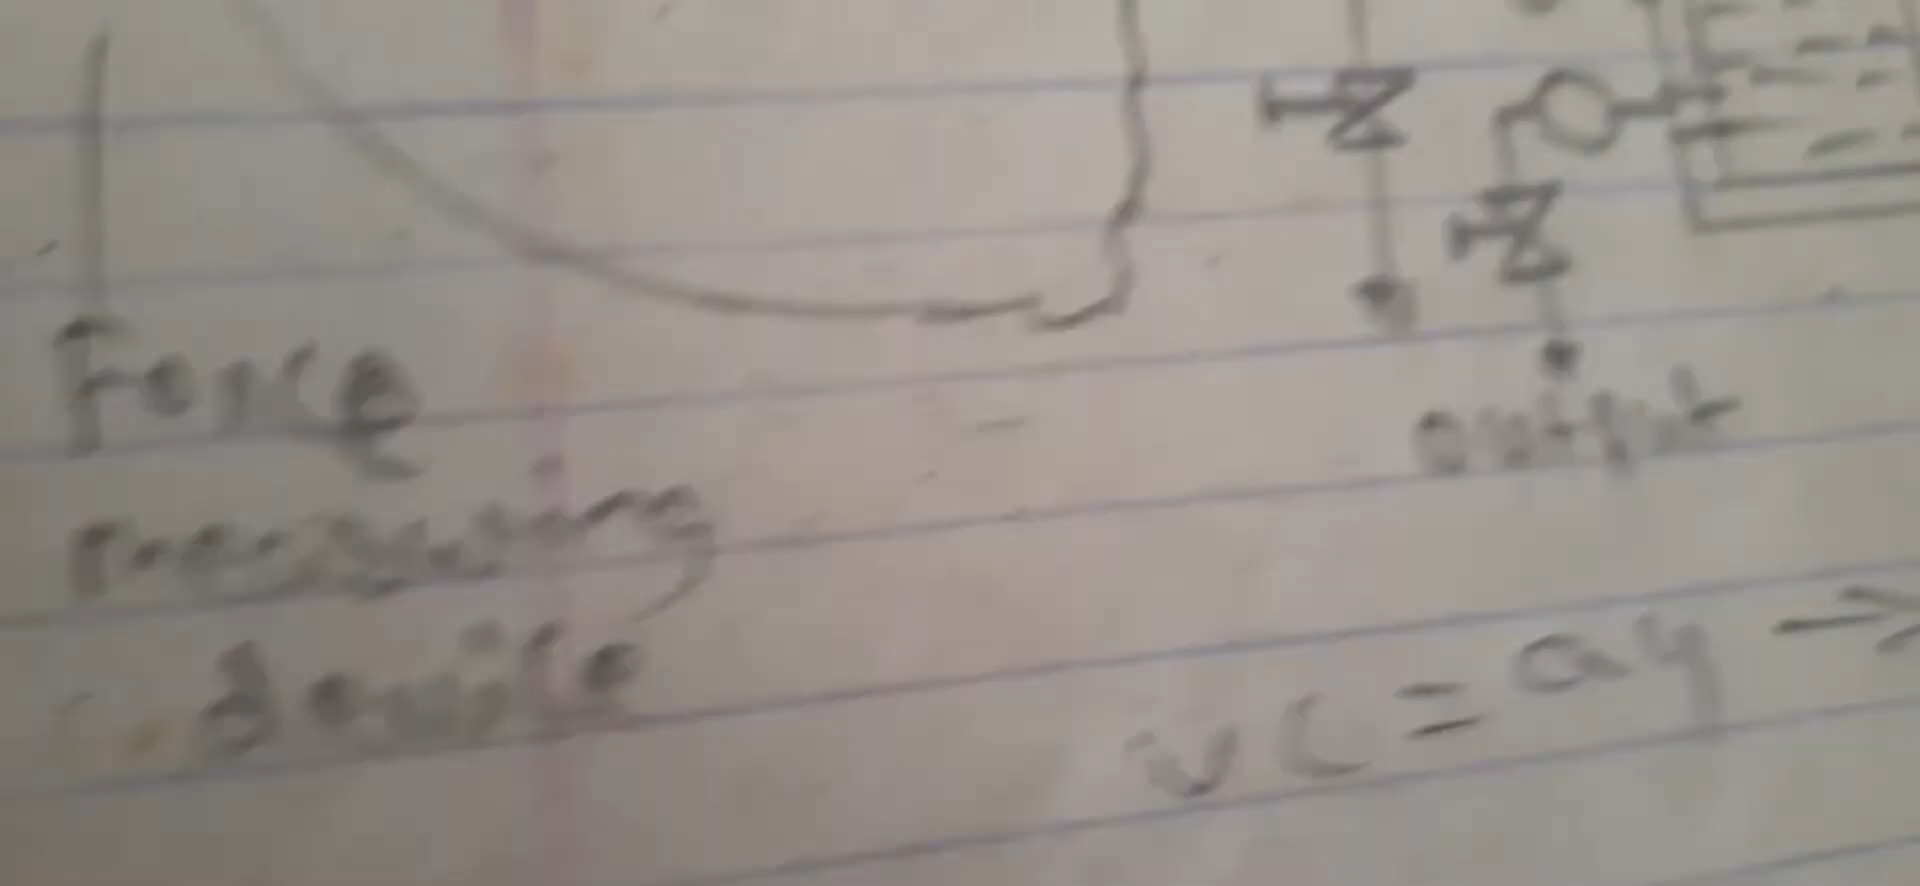 Force
measuring
device
output
vc = ay →